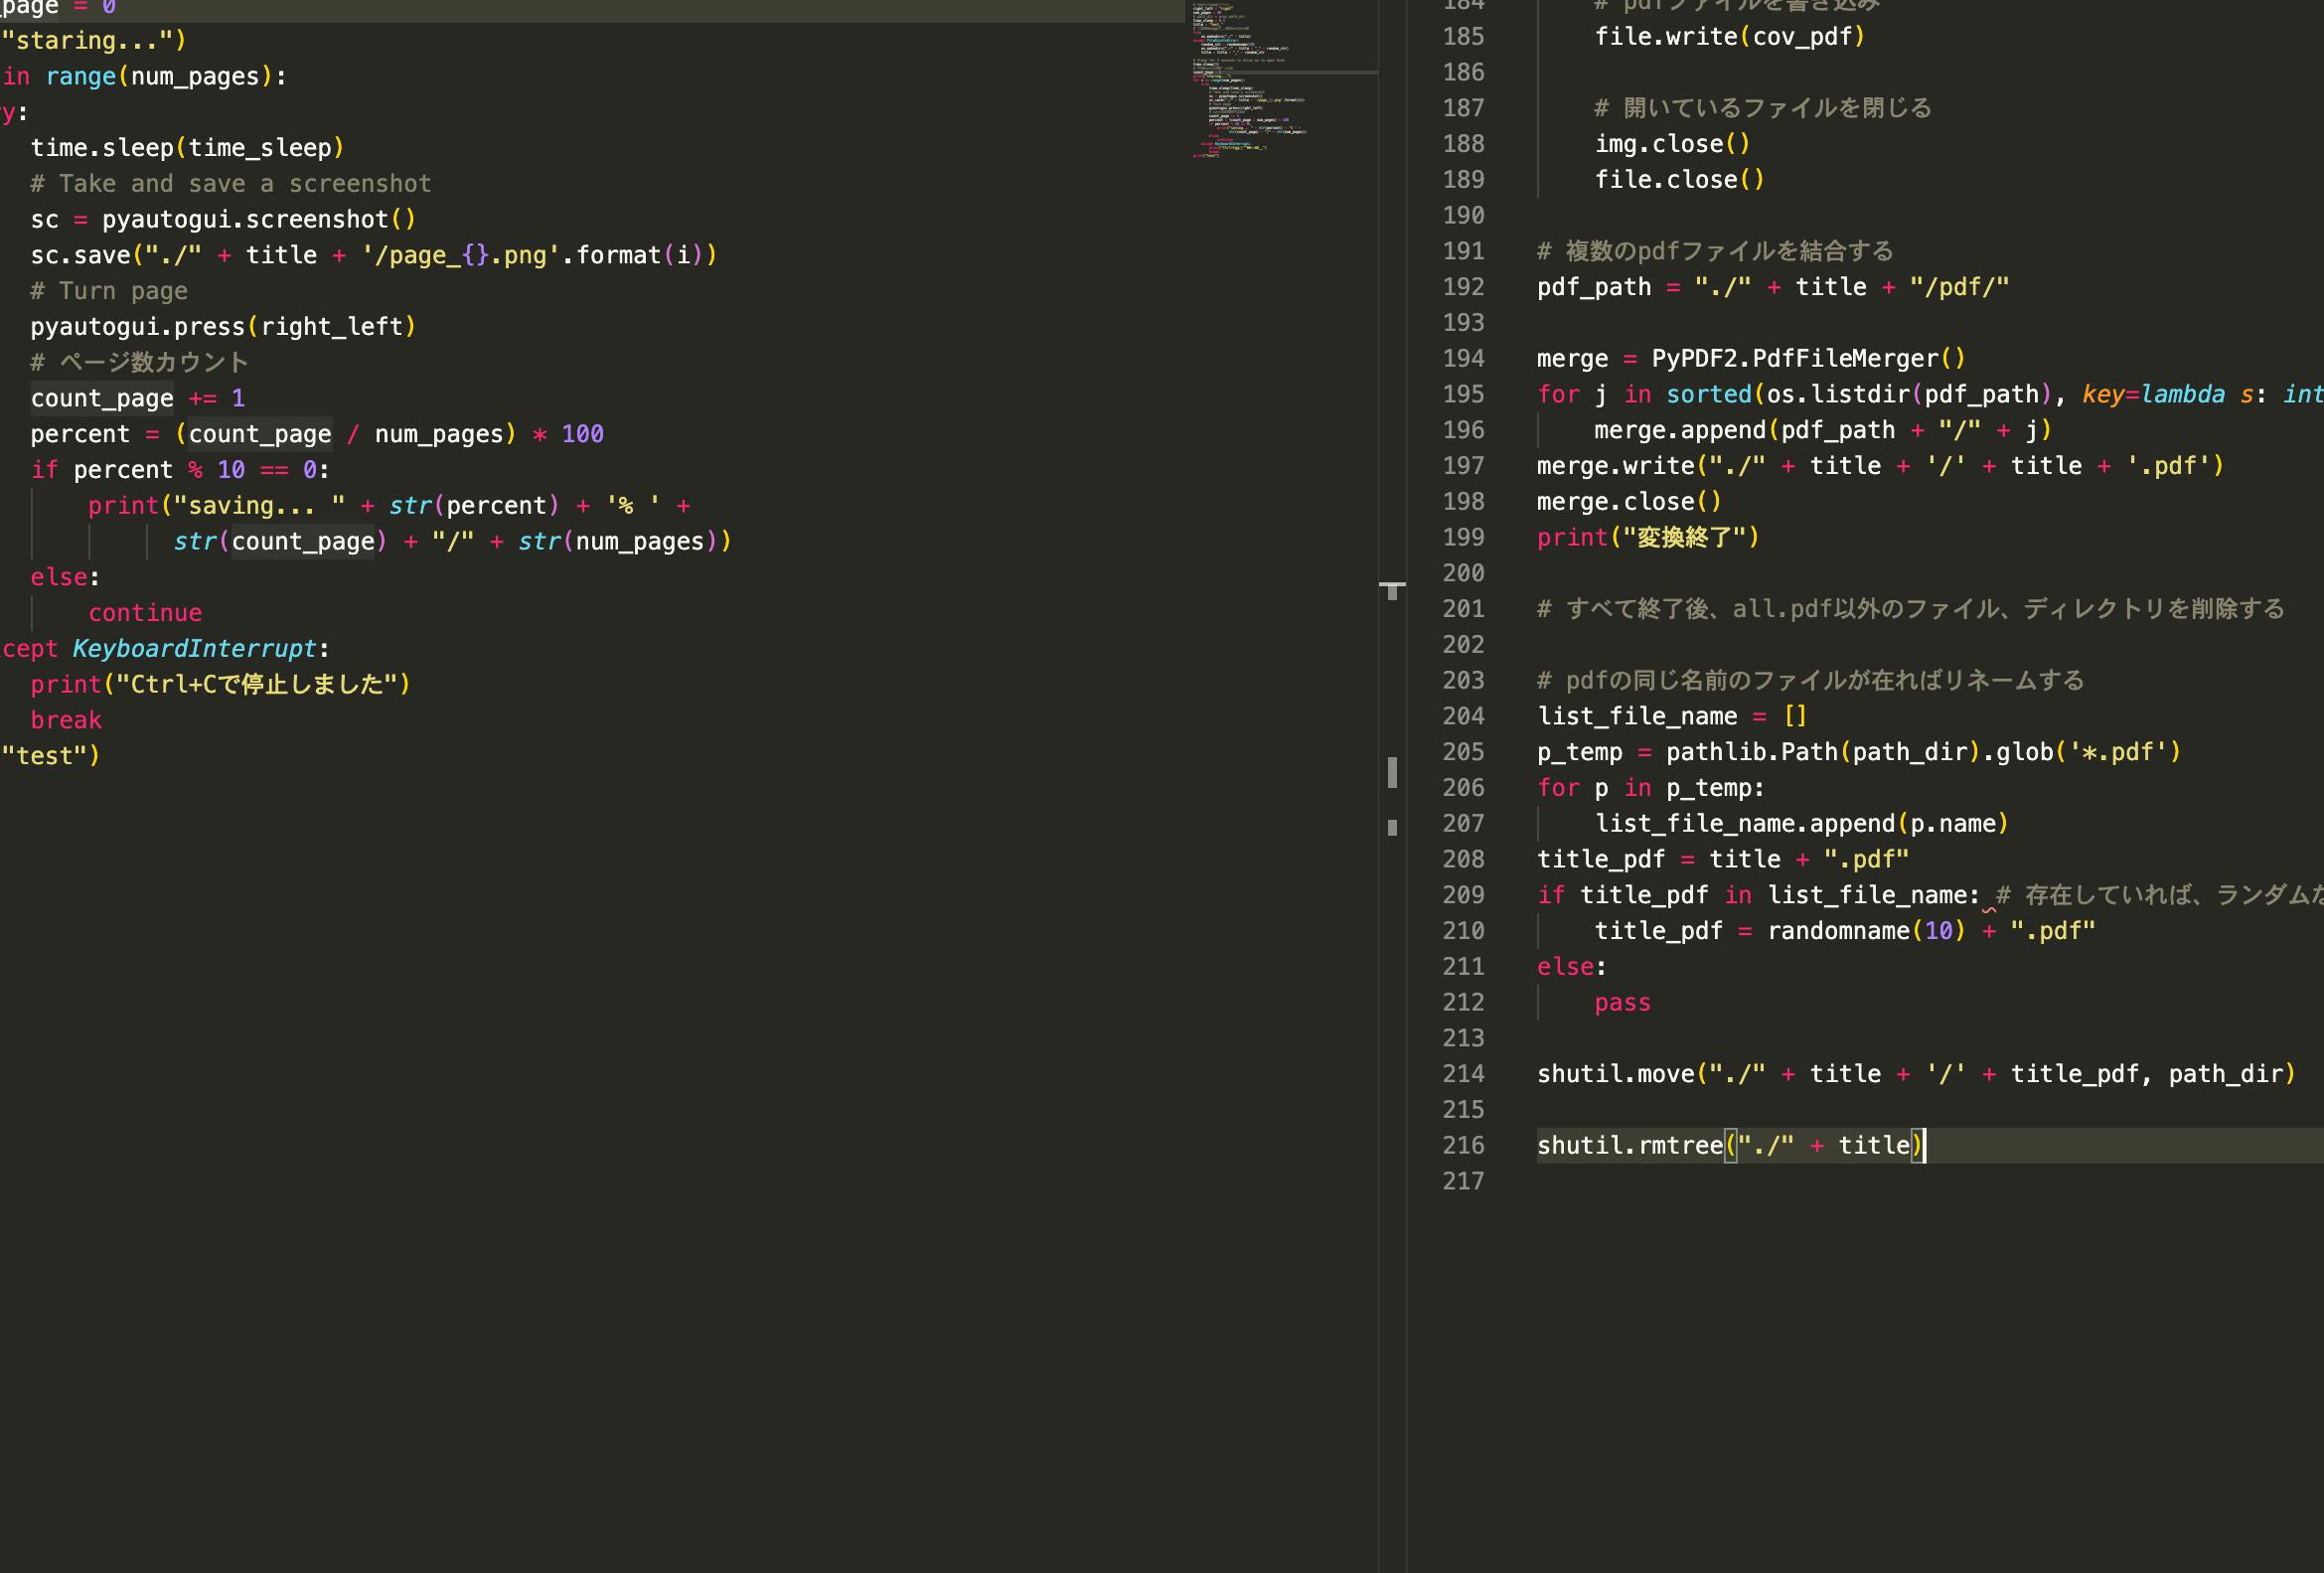 page = 0
"staring...")
in range(num_pages):
y:
time.sleep(time_sleep)
# Take and save a screenshot
sc = pyautogui.screenshot()
sc.save("./" + title + '/page_{}.png'.format(i))
# Turn page
pyautogui.press(right_left)
# ページ数カウント
count_page += 1
percent = (count_page / num_pages) * 100
if percent % 10 == 0:
print("saving... " + str(percent) + '% ' +
str(count_page) + "/" + str(num_pages))
else:
continue
cept KeyboardInterrupt:
print("Ctrl+Cで停止しました")
break
"test")
184 # pdfファイルを書き込み
185 file.write(cov_pdf)
186
187 # 開いているファイルを閉じる
188 img.close()
189 file.close()
190
191 # 複数のpdfファイルを結合する
192 pdf_path = "./" + title + "/pdf/"
193
194 merge = PyPDF2.PdfFileMerger()
195 for j in sorted(os.listdir(pdf_path), key=lambda s: int
196 merge.append(pdf_path + "/" + j)
197 merge.write("./" + title + '/' + title + '.pdf')
198 merge.close()
199 print("変換終了")
200
201 # すべて終了後、all.pdf以外のファイル、ディレクトリを削除する
202
203 # pdfの同じ名前のファイルが在ればリネームする
204 list_file_name = []
205 p_temp = pathlib.Path(path_dir).glob('*.pdf')
206 for p in p_temp:
207 list_file_name.append(p.name)
208 title_pdf = title + ".pdf"
209 if title_pdf in list_file_name: # 存在していれば、ランダムな
210 title_pdf = randomname(10) + ".pdf"
211 else:
212 pass
213
214 shutil.move("./" + title + '/' + title_pdf, path_dir)
215
216 shutil.rmtree("./" + title)
217